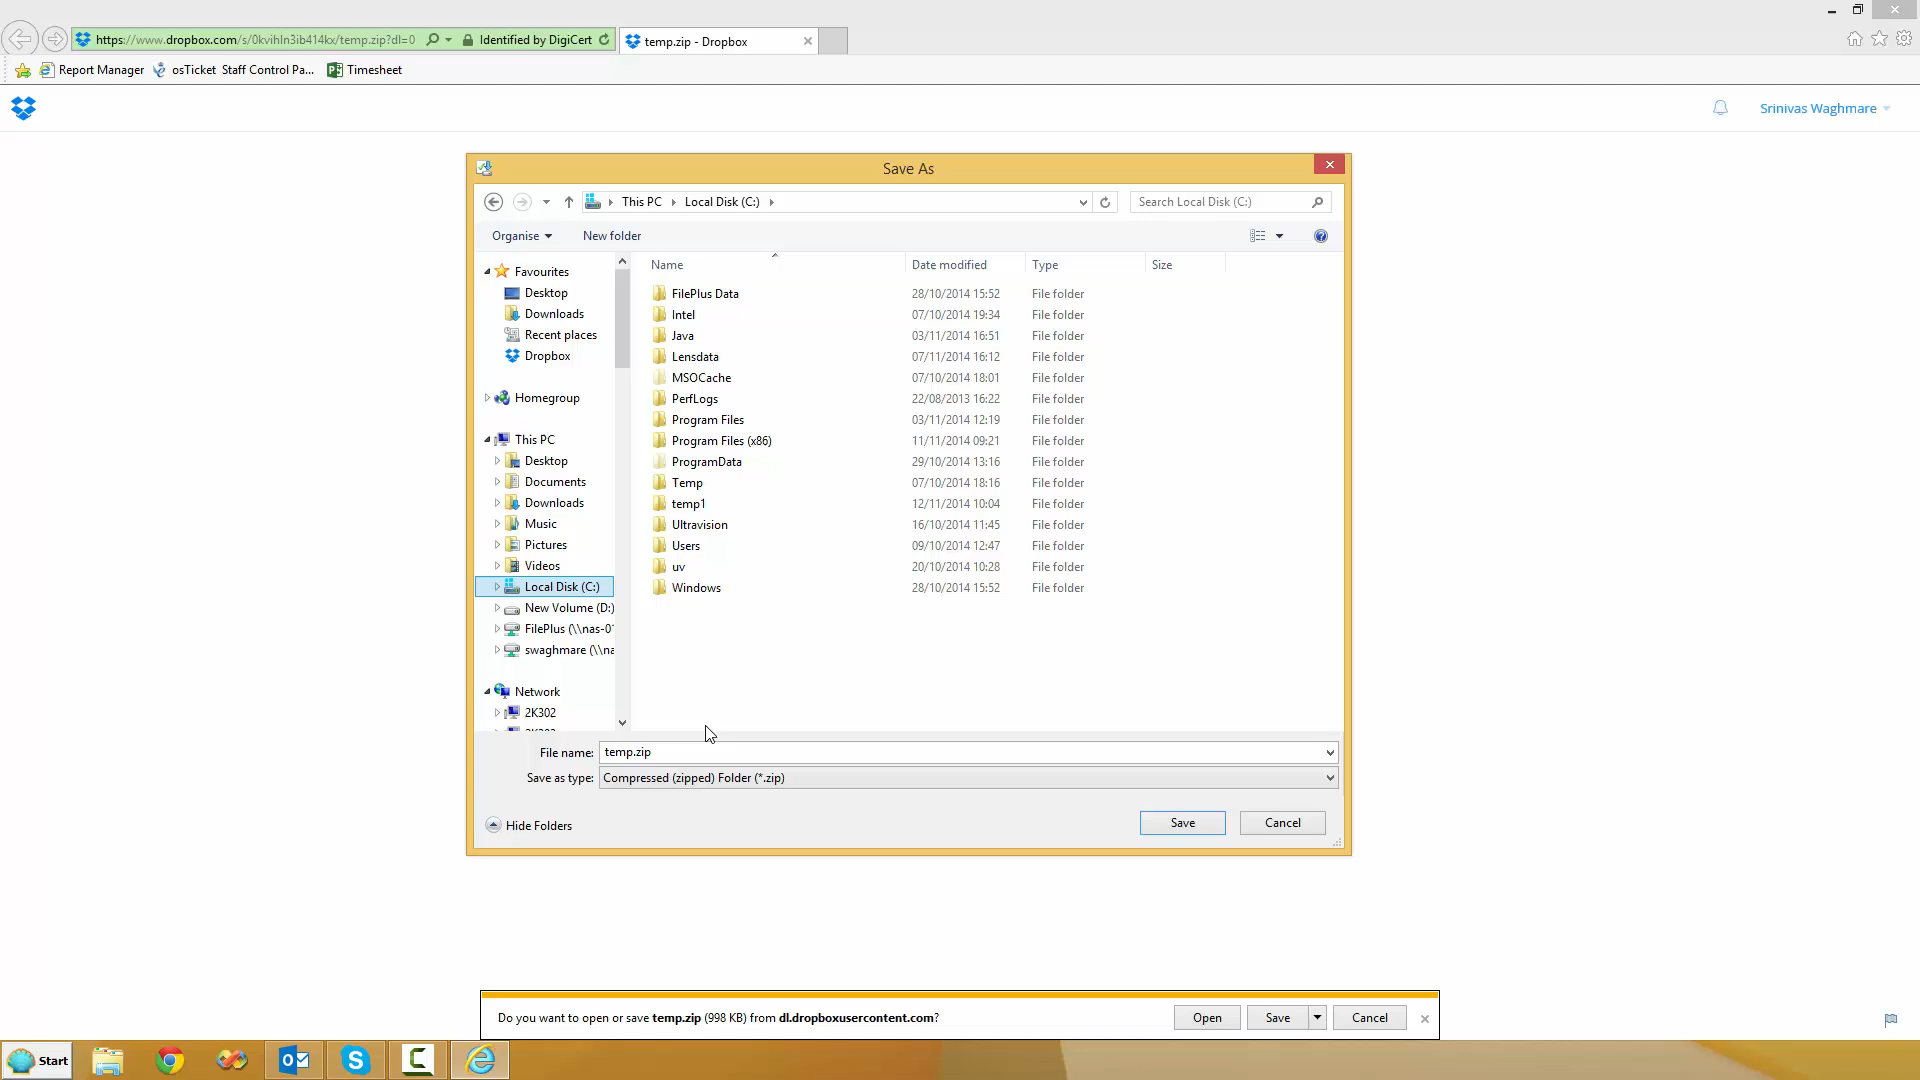 https://www.dropbox.com/s/0kvihln3ib414kx/temp.zip?dl=0
Identified by DigiCert
temp.zip - Dropbox
Report Manager
osTicket Staff Control Pa...
Timesheet
Srinivas Waghmare
Save As
This PC
Local Disk (C:)
Search Local Disk (C:)
Organise
New folder
Name
Date modified
Type
Size
Favourites
Desktop
Downloads
Recent places
Dropbox
Homegroup
This PC
Desktop
Documents
Downloads
Music
Pictures
Videos
Local Disk (C:)
New Volume (D:)
FilePlus (\\nas-01
swaghmare (\\na
Network
2K302
FilePlus Data 28/10/2014 15:52 File folder
Intel 07/10/2014 19:34 File folder
Java 03/11/2014 16:51 File folder
Lensdata 07/11/2014 16:12 File folder
MSOCache 07/10/2014 18:01 File folder
PerfLogs 22/08/2013 16:22 File folder
Program Files 03/11/2014 12:19 File folder
Program Files (x86) 11/11/2014 09:21 File folder
ProgramData 29/10/2014 13:16 File folder
Temp 07/10/2014 18:16 File folder
temp1 12/11/2014 10:04 File folder
Ultravision 16/10/2014 11:45 File folder
Users 09/10/2014 12:47 File folder
uv 20/10/2014 10:28 File folder
Windows 28/10/2014 15:52 File folder
File name: temp.zip
Save as type: Compressed (zipped) Folder (*.zip)
Hide Folders
Save
Cancel
Do you want to open or save temp.zip (998 KB) from dl.dropboxusercontent.com?
Open
Save
Cancel
Start